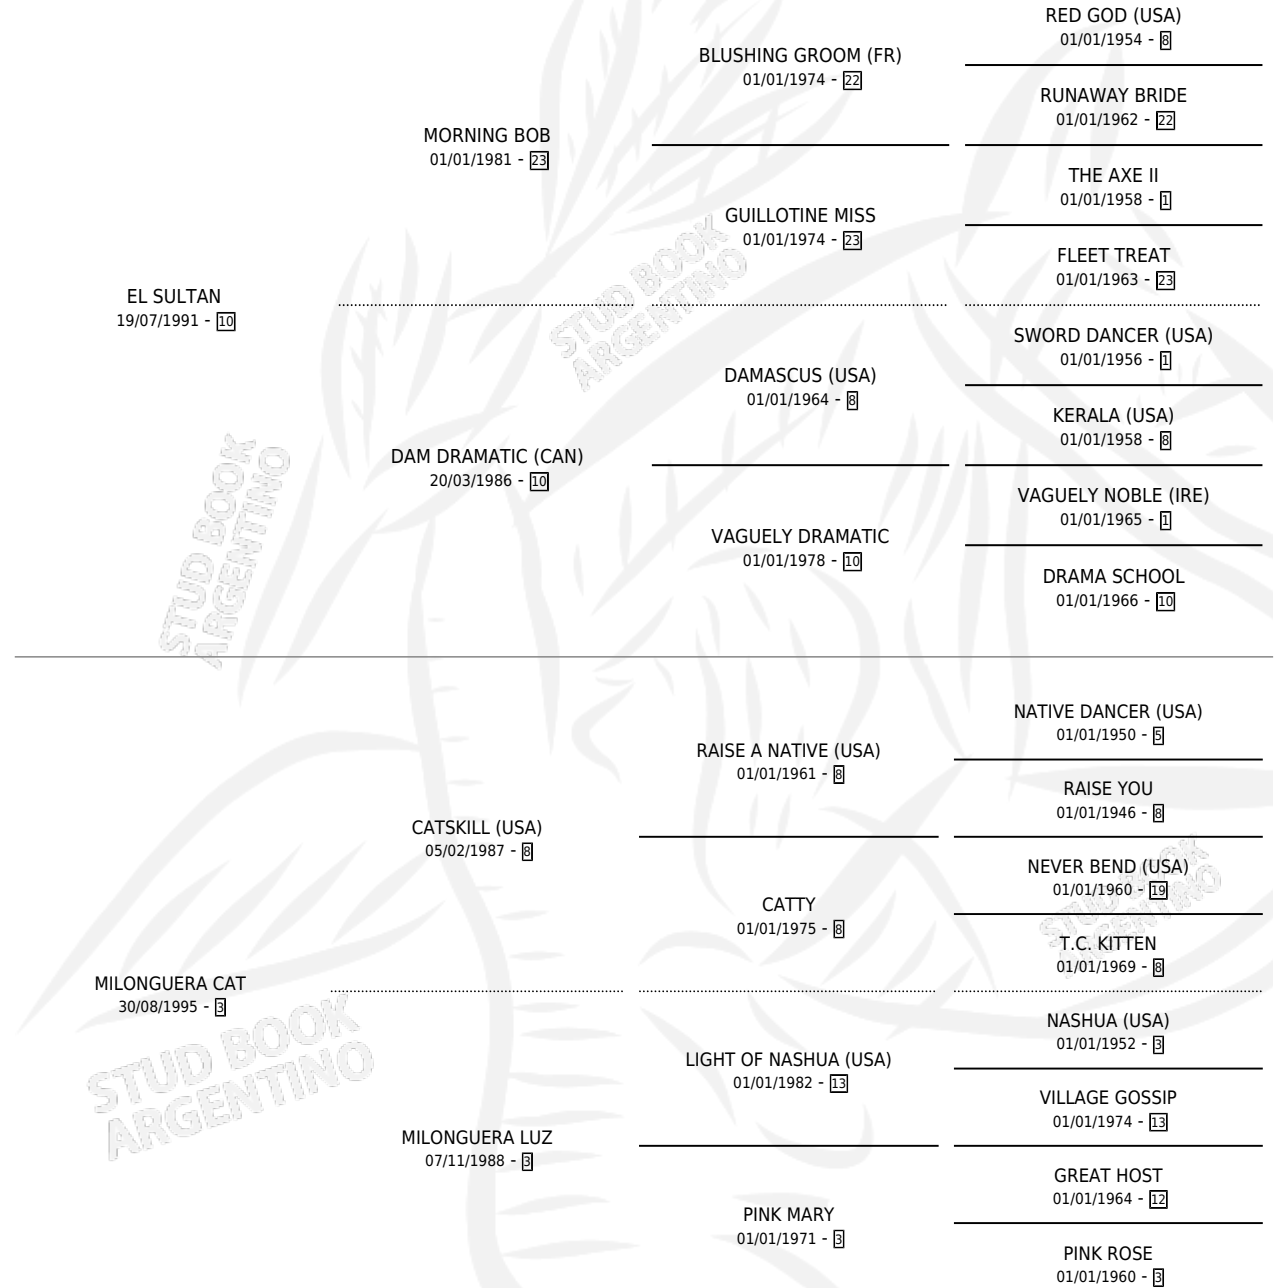 RED GOD (USA)
01/01/1954 - 8
BLUSHING GROOM (FR)
01/01/1974 - 22
RUNAWAY BRIDE
01/01/1962 - 22
MORNING BOB
01/01/1981 - 23
THE AXE II
01/01/1958 - 1
GUILLOTINE MISS
01/01/1974 - 23
FLEET TREAT
01/01/1963 - 23
EL SULTAN
19/07/1991 - 10
STUD BOOK
ARGENTINO
SWORD DANCER (USA)
01/01/1956 - 1
DAMASCUS (USA)
01/01/1964 - 8
KERALA (USA)
01/01/1958 - 8
DAM DRAMATIC (CAN)
20/03/1986 - 10
VAGUELY NOBLE (IRE)
01/01/1965 - 1
VAGUELY DRAMATIC
01/01/1978 - 10
DRAMA SCHOOL
01/01/1966 - 10
STUD BOOK
ARGENTINO
NATIVE DANCER (USA)
01/01/1950 - 5
RAISE A NATIVE (USA)
01/01/1961 - 8
RAISE YOU
01/01/1946 - 8
CATSKILL (USA)
05/02/1987 - 8
NEVER BEND (USA)
01/01/1960 - 19
CATTY
01/01/1975 - 8
T.C. KITTEN
01/01/1969 - 8
STUD BOOK
ARGENTINO
MILONGUERA CAT
30/08/1995 - 3
NASHUA (USA)
01/01/1952 - 3
LIGHT OF NASHUA (USA)
01/01/1982 - 13
VILLAGE GOSSIP
01/01/1974 - 13
STUD BOOK
ARGENTINO
MILONGUERA LUZ
07/11/1988 - 3
GREAT HOST
01/01/1964 - 12
PINK MARY
01/01/1971 - 3
PINK ROSE
01/01/1960 - 3